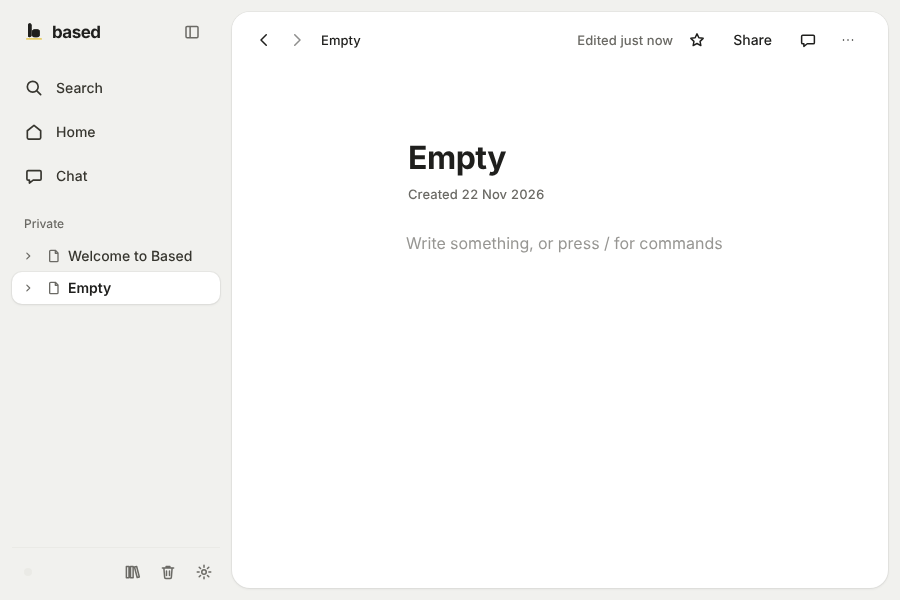 based
Search
Home
Chat
Private
Welcome to Based
Empty
Empty
Edited just now
Share
Empty
Created 22 Nov 2026
Write something, or press / for commands